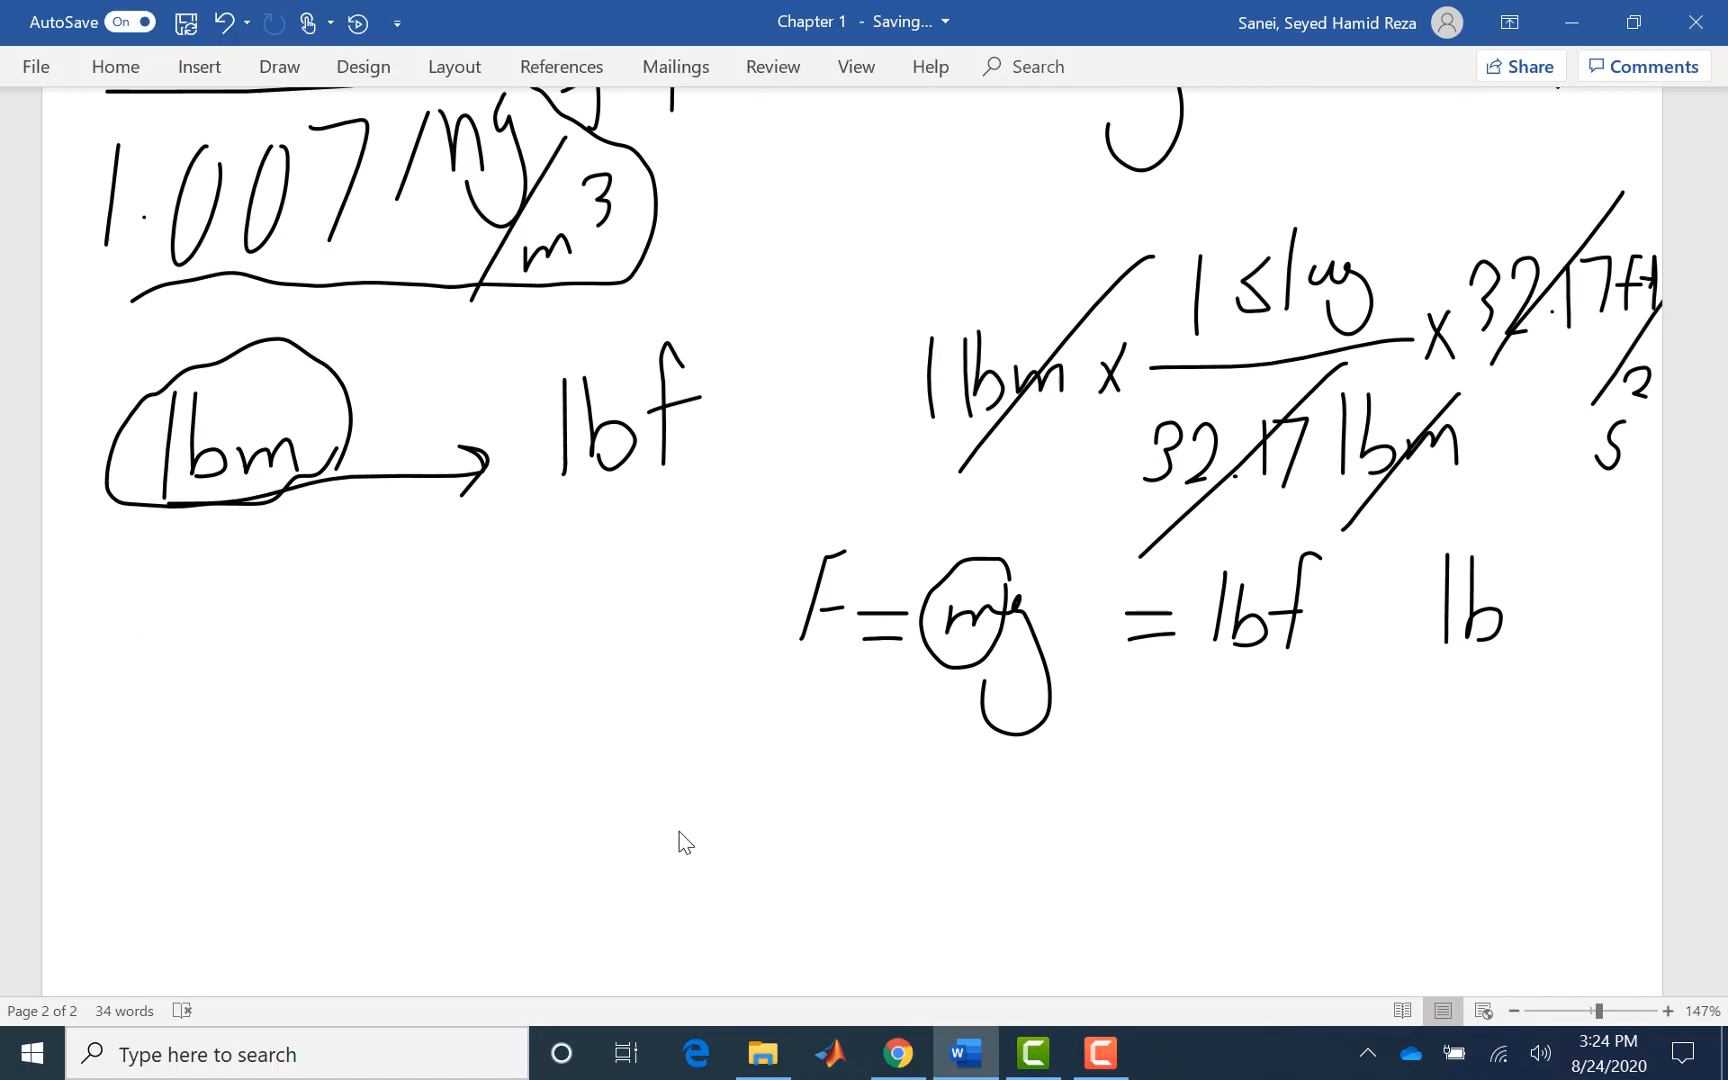 AutoSave On
Chapter 1 - Saving...
Sanei, Seyed Hamid Reza
File Home Insert Draw Design Layout References Mailings Review View Help Search
Share Comments
1.007 Mg/m³
1 slug × 32.17 ft/s²
1 lbm ×
32.17 lbm
lbm → lbf
F = mg = lbf lb
Page 2 of 2 34 words
147%
Type here to search
3:24 PM
8/24/2020